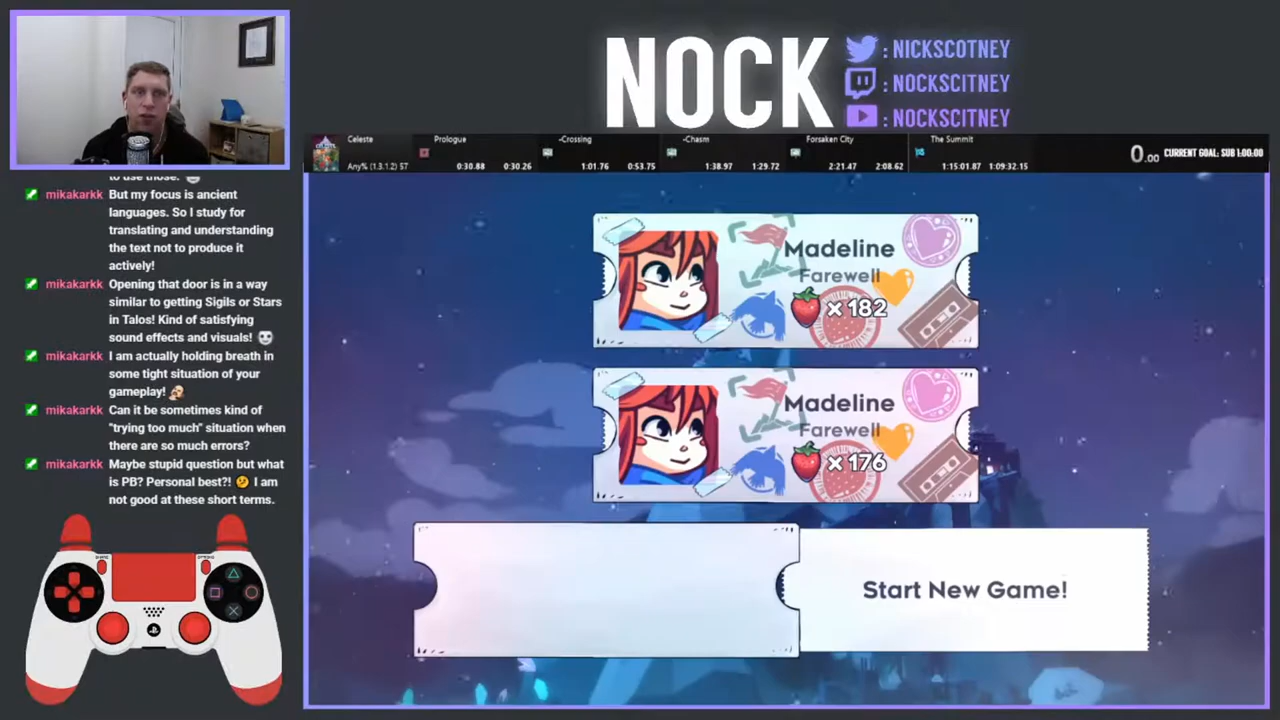 NOCK
: NICKSCOTNEY
: NOCKSCITNEY
: NOCKSCITNEY
Celeste
Any% (1.3.1.2) 57
Prologue
0:30.88 0:30.26
-Crossing
1:01.76 0:53.75
-Chasm
1:38.97 1:29.72
Forsaken City
2:21.47 2:08.62
The Summit
1:15:01.87 1:09:32.15
0.00 CURRENT GOAL: SUB 1:00:00
to use those.
mikakarkk But my focus is ancient
languages. So I study for
translating and understanding
the text not to produce it
actively!
mikakarkk Opening that door is in a way
similar to getting Sigils or Stars
in Talos! Kind of satisfying
sound effects and visuals!
mikakarkk I am actually holding breath in
some tight situation of your
gameplay!
mikakarkk Can it be sometimes kind of
"trying too much" situation when
there are so much errors?
mikakarkk Maybe stupid question but what
is PB? Personal best?! I am
not good at these short terms.
Madeline
Farewell
×182
Madeline
Farewell
×176
Start New Game!
SHARE
OPTIONS